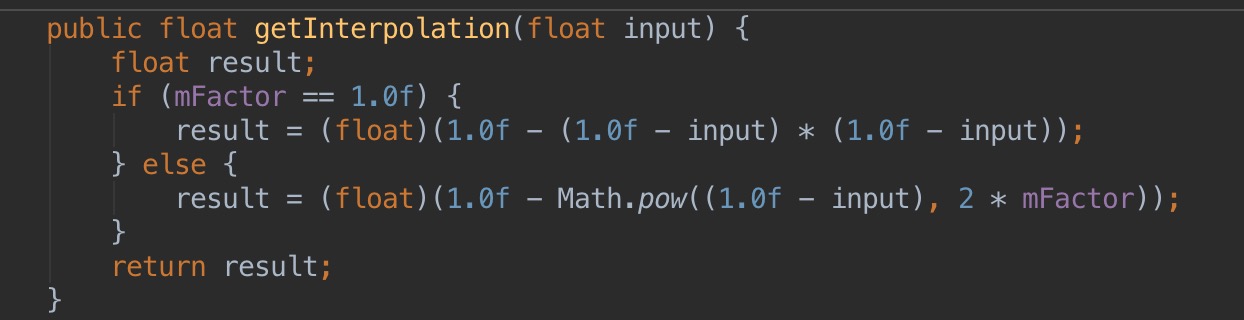 public float getInterpolation(float input) {
    float result;
    if (mFactor == 1.0f) {
        result = (float)(1.0f - (1.0f - input) * (1.0f - input));
    } else {
        result = (float)(1.0f - Math.pow((1.0f - input), 2 * mFactor));
    }
    return result;
}